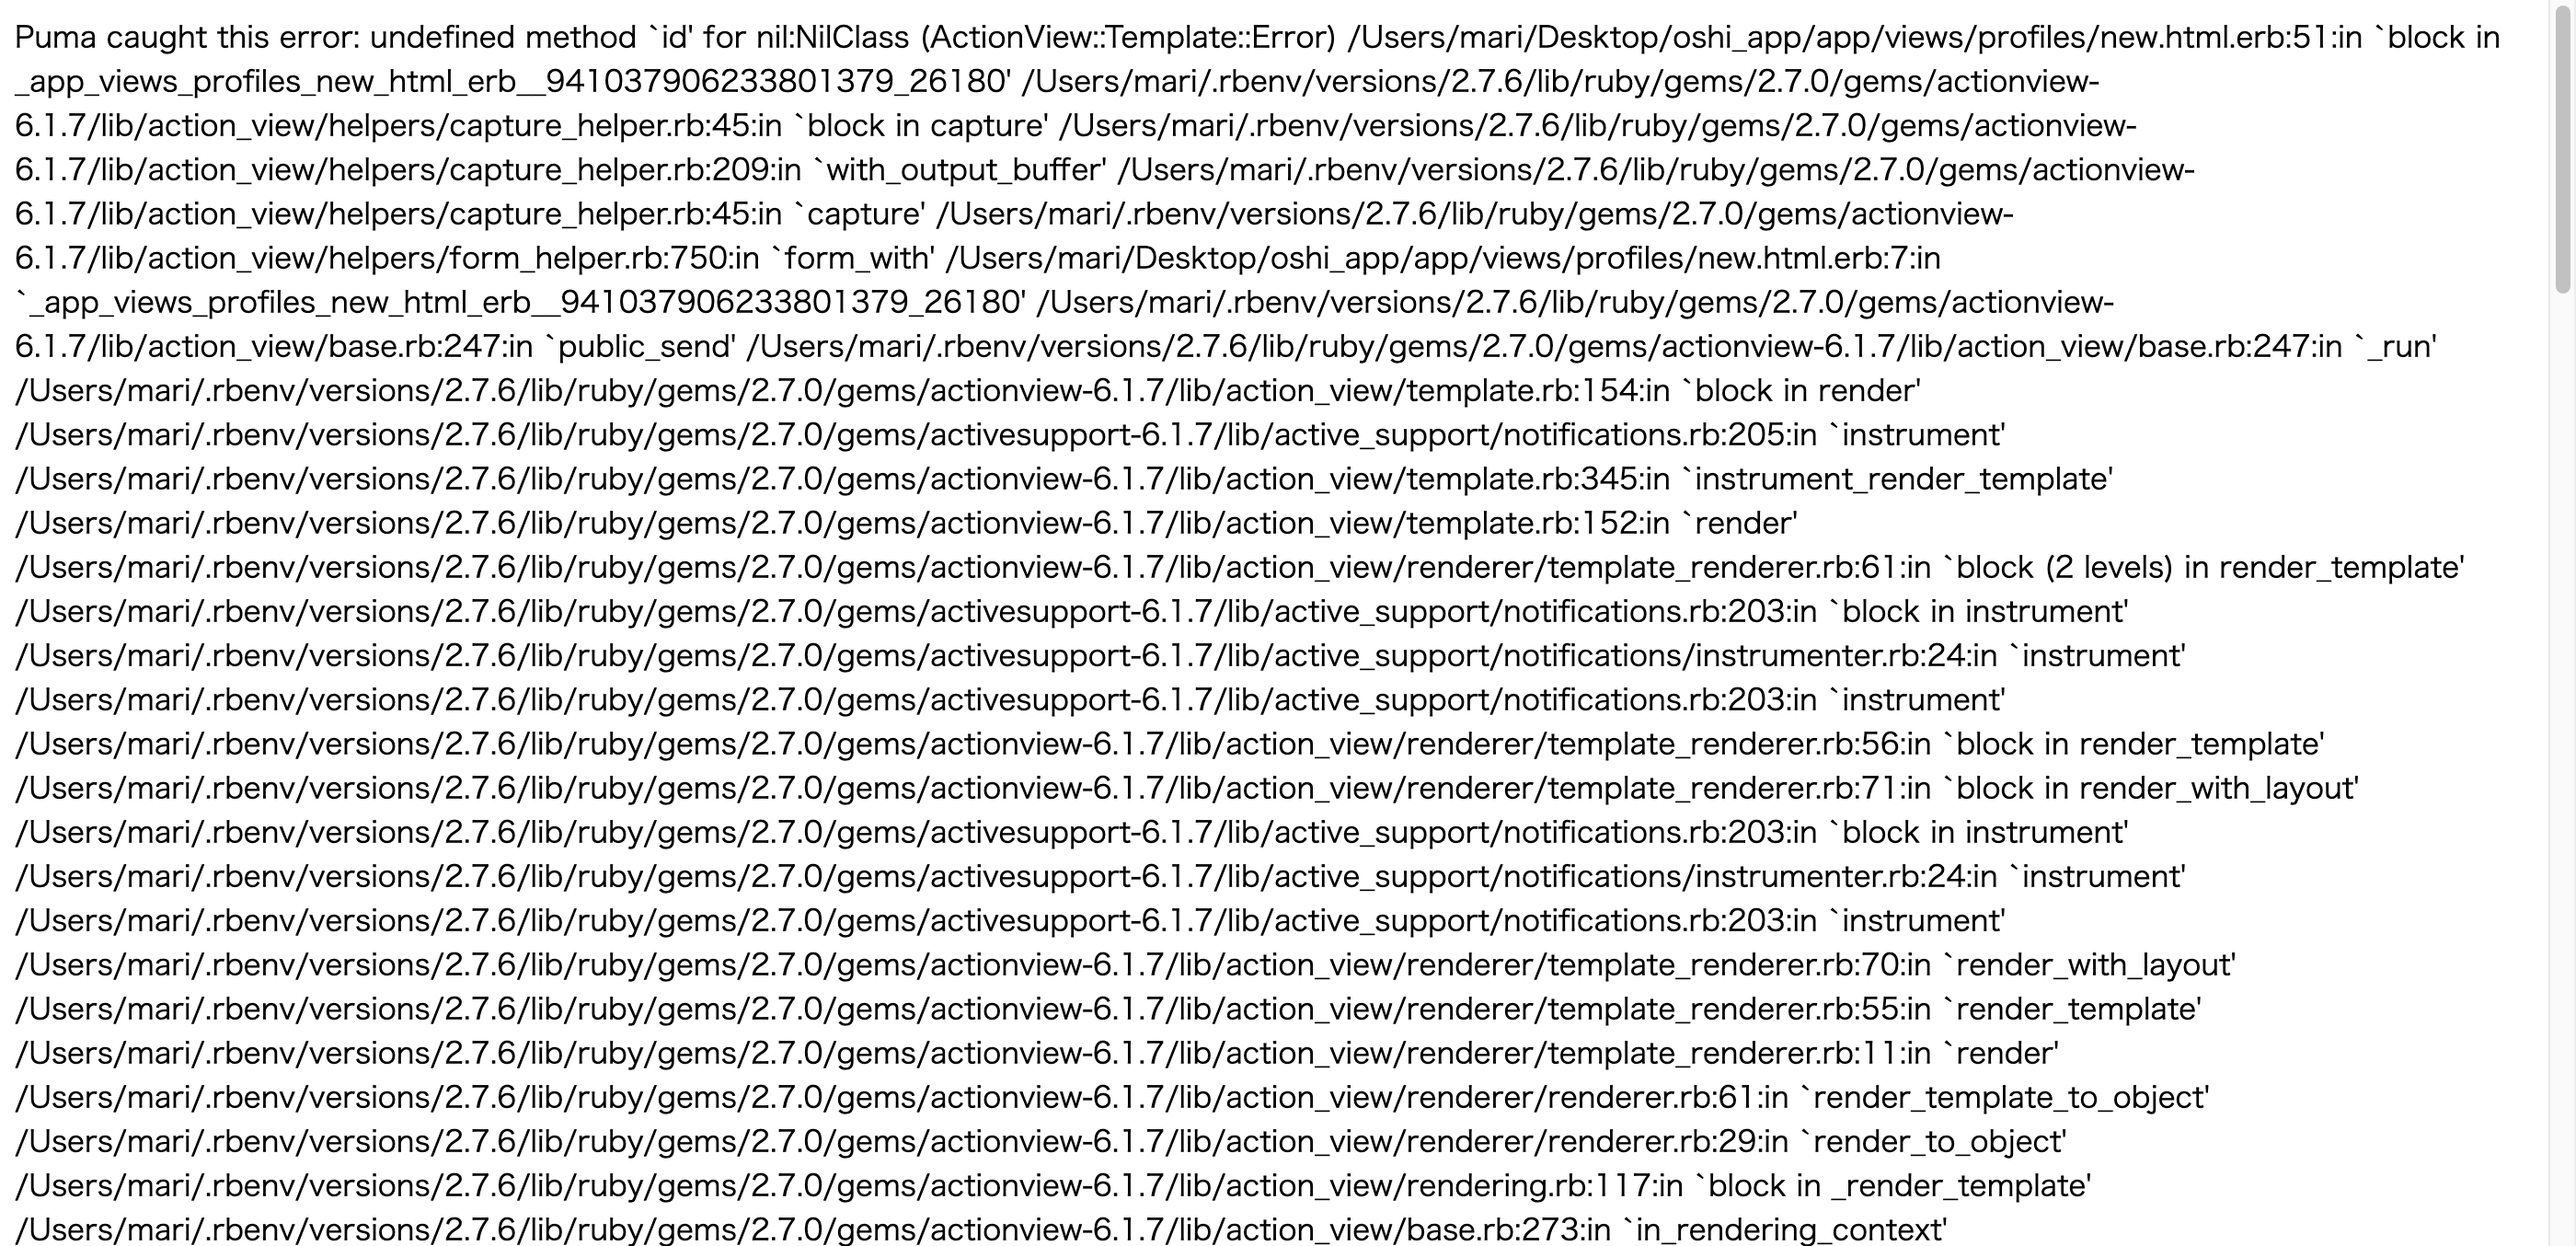 Puma caught this error: undefined method `id' for nil:NilClass (ActionView::Template::Error) /Users/mari/Desktop/oshi_app/app/views/profiles/new.html.erb:51:in `block in
_app_views_profiles_new_html_erb__941037906233801379_26180' /Users/mari/.rbenv/versions/2.7.6/lib/ruby/gems/2.7.0/gems/actionview-
6.1.7/lib/action_view/helpers/capture_helper.rb:45:in `block in capture' /Users/mari/.rbenv/versions/2.7.6/lib/ruby/gems/2.7.0/gems/actionview-
6.1.7/lib/action_view/helpers/capture_helper.rb:209:in `with_output_buffer' /Users/mari/.rbenv/versions/2.7.6/lib/ruby/gems/2.7.0/gems/actionview-
6.1.7/lib/action_view/helpers/capture_helper.rb:45:in `capture' /Users/mari/.rbenv/versions/2.7.6/lib/ruby/gems/2.7.0/gems/actionview-
6.1.7/lib/action_view/helpers/form_helper.rb:750:in `form_with' /Users/mari/Desktop/oshi_app/app/views/profiles/new.html.erb:7:in
`_app_views_profiles_new_html_erb__941037906233801379_26180' /Users/mari/.rbenv/versions/2.7.6/lib/ruby/gems/2.7.0/gems/actionview-
6.1.7/lib/action_view/base.rb:247:in `public_send' /Users/mari/.rbenv/versions/2.7.6/lib/ruby/gems/2.7.0/gems/actionview-6.1.7/lib/action_view/base.rb:247:in `_run'
/Users/mari/.rbenv/versions/2.7.6/lib/ruby/gems/2.7.0/gems/actionview-6.1.7/lib/action_view/template.rb:154:in `block in render'
/Users/mari/.rbenv/versions/2.7.6/lib/ruby/gems/2.7.0/gems/activesupport-6.1.7/lib/active_support/notifications.rb:205:in `instrument'
/Users/mari/.rbenv/versions/2.7.6/lib/ruby/gems/2.7.0/gems/actionview-6.1.7/lib/action_view/template.rb:345:in `instrument_render_template'
/Users/mari/.rbenv/versions/2.7.6/lib/ruby/gems/2.7.0/gems/actionview-6.1.7/lib/action_view/template.rb:152:in `render'
/Users/mari/.rbenv/versions/2.7.6/lib/ruby/gems/2.7.0/gems/actionview-6.1.7/lib/action_view/renderer/template_renderer.rb:61:in `block (2 levels) in render_template'
/Users/mari/.rbenv/versions/2.7.6/lib/ruby/gems/2.7.0/gems/activesupport-6.1.7/lib/active_support/notifications.rb:203:in `block in instrument'
/Users/mari/.rbenv/versions/2.7.6/lib/ruby/gems/2.7.0/gems/activesupport-6.1.7/lib/active_support/notifications/instrumenter.rb:24:in `instrument'
/Users/mari/.rbenv/versions/2.7.6/lib/ruby/gems/2.7.0/gems/activesupport-6.1.7/lib/active_support/notifications.rb:203:in `instrument'
/Users/mari/.rbenv/versions/2.7.6/lib/ruby/gems/2.7.0/gems/actionview-6.1.7/lib/action_view/renderer/template_renderer.rb:56:in `block in render_template'
/Users/mari/.rbenv/versions/2.7.6/lib/ruby/gems/2.7.0/gems/actionview-6.1.7/lib/action_view/renderer/template_renderer.rb:71:in `block in render_with_layout'
/Users/mari/.rbenv/versions/2.7.6/lib/ruby/gems/2.7.0/gems/activesupport-6.1.7/lib/active_support/notifications.rb:203:in `block in instrument'
/Users/mari/.rbenv/versions/2.7.6/lib/ruby/gems/2.7.0/gems/activesupport-6.1.7/lib/active_support/notifications/instrumenter.rb:24:in `instrument'
/Users/mari/.rbenv/versions/2.7.6/lib/ruby/gems/2.7.0/gems/activesupport-6.1.7/lib/active_support/notifications.rb:203:in `instrument'
/Users/mari/.rbenv/versions/2.7.6/lib/ruby/gems/2.7.0/gems/actionview-6.1.7/lib/action_view/renderer/template_renderer.rb:70:in `render_with_layout'
/Users/mari/.rbenv/versions/2.7.6/lib/ruby/gems/2.7.0/gems/actionview-6.1.7/lib/action_view/renderer/template_renderer.rb:55:in `render_template'
/Users/mari/.rbenv/versions/2.7.6/lib/ruby/gems/2.7.0/gems/actionview-6.1.7/lib/action_view/renderer/template_renderer.rb:11:in `render'
/Users/mari/.rbenv/versions/2.7.6/lib/ruby/gems/2.7.0/gems/actionview-6.1.7/lib/action_view/renderer/renderer.rb:61:in `render_template_to_object'
/Users/mari/.rbenv/versions/2.7.6/lib/ruby/gems/2.7.0/gems/actionview-6.1.7/lib/action_view/renderer/renderer.rb:29:in `render_to_object'
/Users/mari/.rbenv/versions/2.7.6/lib/ruby/gems/2.7.0/gems/actionview-6.1.7/lib/action_view/rendering.rb:117:in `block in _render_template'
/Users/mari/.rbenv/versions/2.7.6/lib/ruby/gems/2.7.0/gems/actionview-6.1.7/lib/action_view/base.rb:273:in `in_rendering_context'